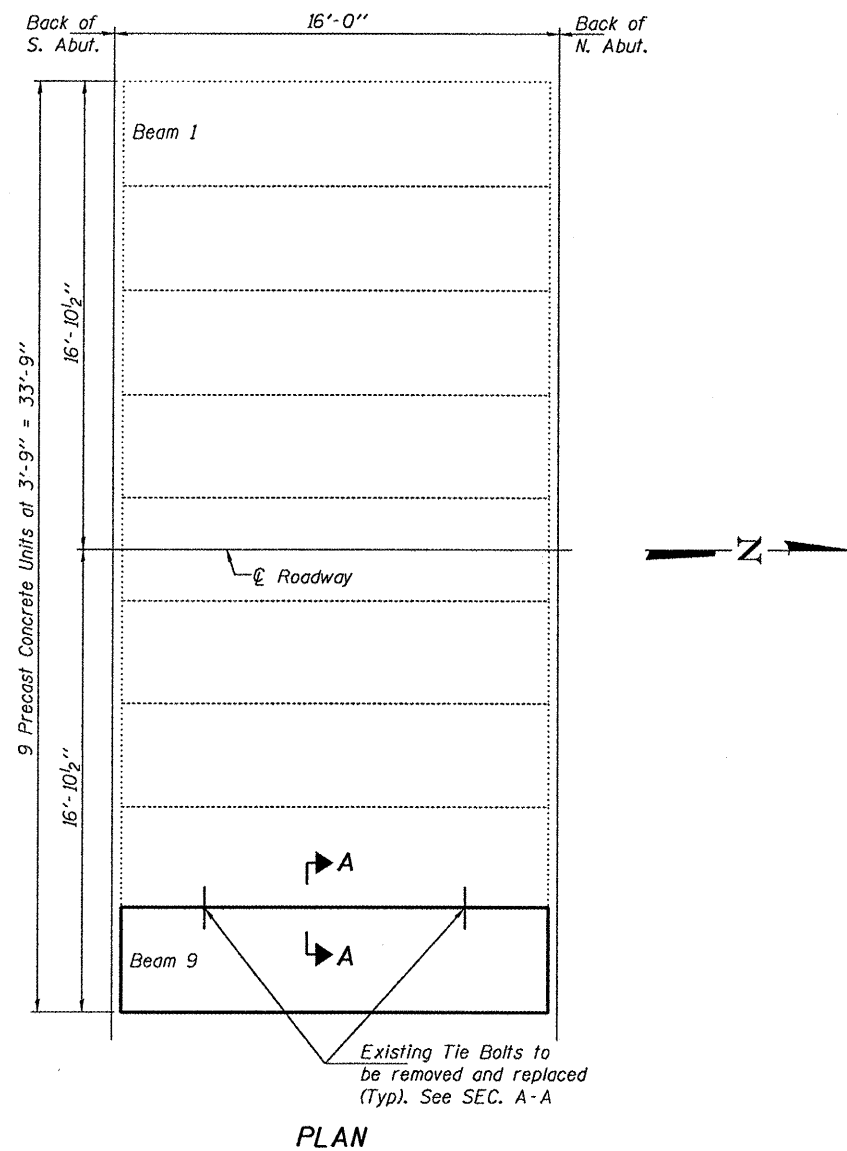 Back of
S. Abut.
16'-0"
Back of
N. Abut.
Beam 1
16'-10½"
9 Precast Concrete Units at 3'-9" = 33'-9"
℄ Roadway
N
16'-10½"
A
A
Beam 9
Existing Tie Bolts to
be removed and replaced
(Typ). See SEC. A-A
PLAN